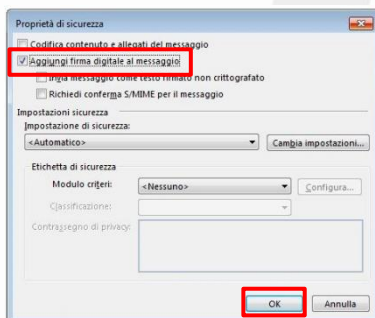 Proprietà di sicurezza
Codifica contenuto e allegati del messaggio
Aggiungi firma digitale al messaggio
Invia messaggio come testo firmato non crittografato
Richiedi conferma S/MIME per il messaggio
Impostazioni sicurezza
Impostazione di sicurezza:
<Automatico>
Cambia impostazioni...
Etichetta di sicurezza
Modulo criteri:
<Nessuno>
Configura...
Classificazione:
Contrassegno di privacy:
OK
Annulla